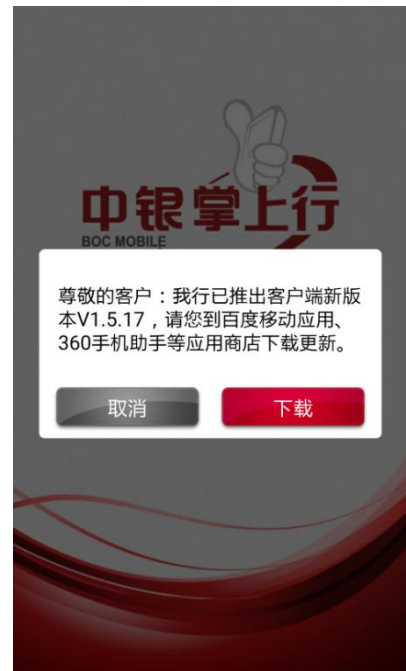 中银掌上行
BOC MOBILE
尊敬的客户：我行已推出客户端新版
本V1.5.17，请您到百度移动应用、
360手机助手等应用商店下载更新。
取消
下载